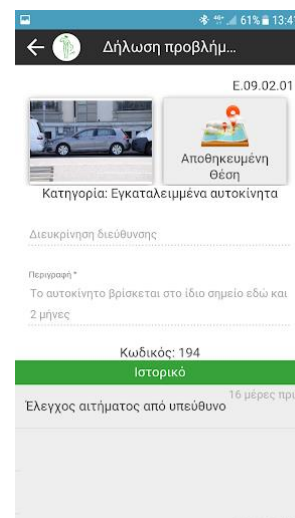 61% 13:41
Δήλωση προβλήμ...
Ε.09.02.01
Αποθηκευμένη
Θέση
Κατηγορία: Εγκαταλειμμένα αυτοκίνητα
Διευκρίνηση διεύθυνσης
Περιγραφή *
Το αυτοκίνητο βρίσκεται στο ίδιο σημείο εδώ και
2 μήνες
Κωδικός: 194
Ιστορικό
16 μέρες πρι
Έλεγχος αιτήματος από υπεύθυνο